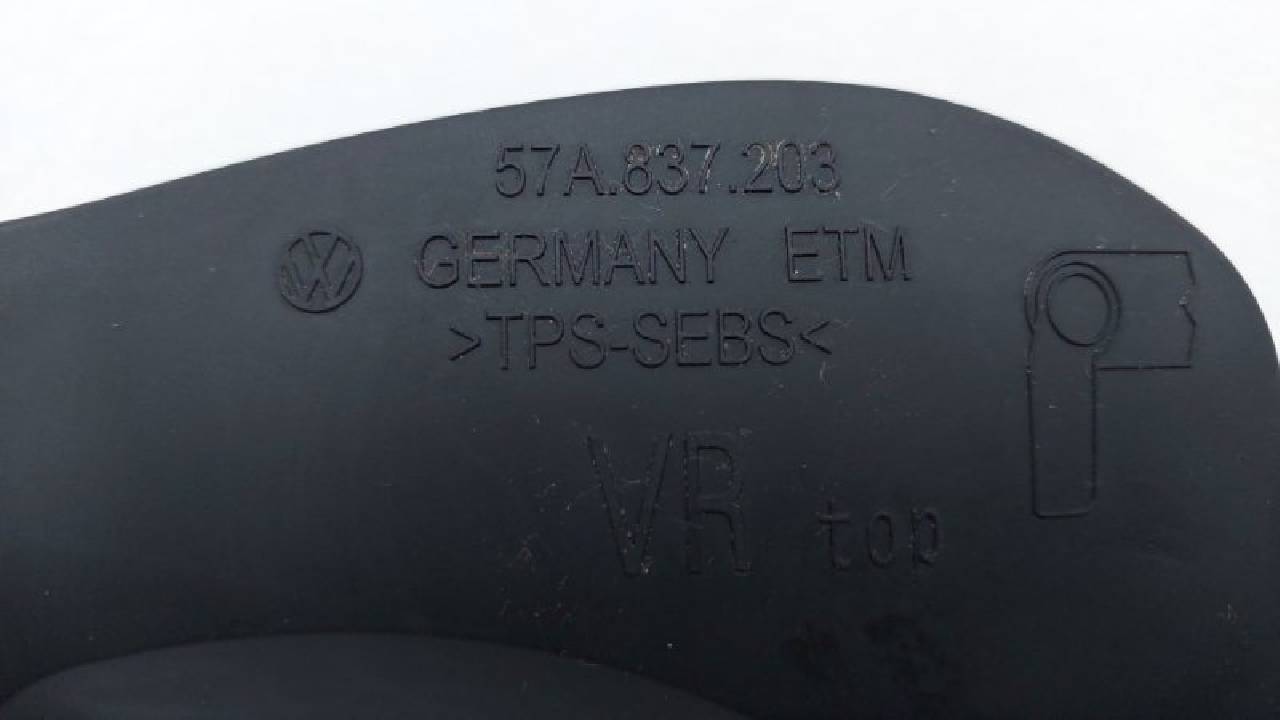 57A.837.203
GERMANY ETM
>TPS-SEBS<
VR top